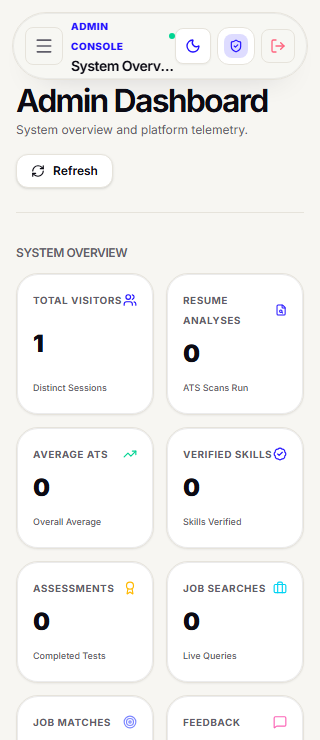 ADMIN
CONSOLE
System Overv...
Admin Dashboard
System overview and platform telemetry.
Refresh
SYSTEM OVERVIEW
TOTAL VISITORS
1
Distinct Sessions
RESUME
ANALYSES
0
ATS Scans Run
AVERAGE ATS
0
Overall Average
VERIFIED SKILLS
0
Skills Verified
ASSESSMENTS
0
Completed Tests
JOB SEARCHES
0
Live Queries
JOB MATCHES
FEEDBACK